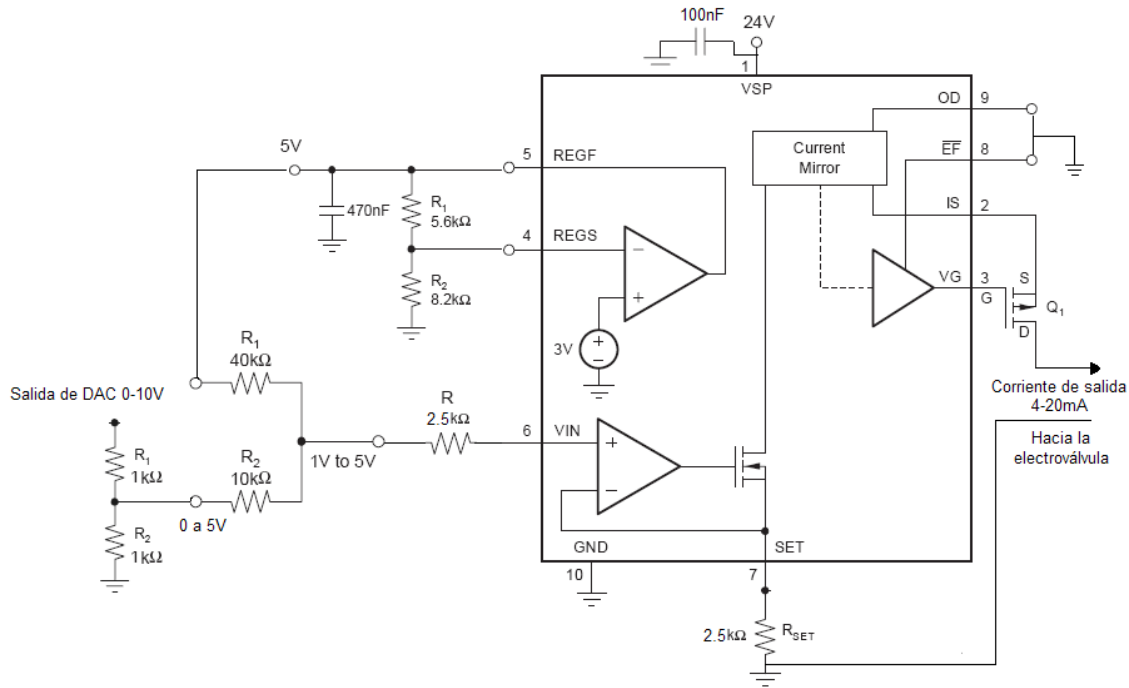 100nF
24V
1
VSP
OD
9
EF
8
Current
Mirror
IS
2
5V
5
REGF
470nF
R1
5.6kΩ
4
REGS
R2
8.2kΩ
3V
VG
3
G
S
D
Q1
R1
40kΩ
Salida de DAC 0-10V
Corriente de salida
4-20mA
Hacia la
electroválvula
R
2.5kΩ
6
VIN
R1
1kΩ
R2
10kΩ
1V to 5V
0 a 5V
R2
1kΩ
GND
10
SET
7
2.5kΩ
RSET